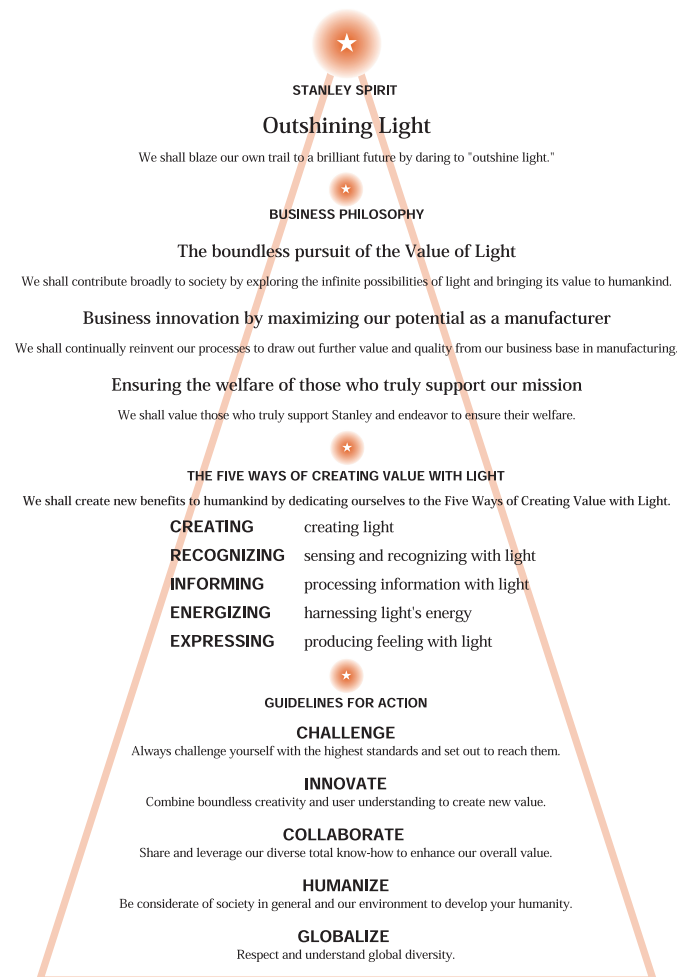 STANLEY SPIRIT
Outshining Light
We shall blaze our own trail to a brilliant future by daring to "outshine light."
BUSINESS PHILOSOPHY
The boundless pursuit of the Value of Light
We shall contribute broadly to society by exploring the infinite possibilities of light and bringing its value to humankind.
Business innovation by maximizing our potential as a manufacturer
We shall continually reinvent our processes to draw out further value and quality from our business base in manufacturing.
Ensuring the welfare of those who truly support our mission
We shall value those who truly support Stanley and endeavor to ensure their welfare.
THE FIVE WAYS OF CREATING VALUE WITH LIGHT
We shall create new benefits to humankind by dedicating ourselves to the Five Ways of Creating Value with Light.
CREATING creating light
RECOGNIZING sensing and recognizing with light
INFORMING processing information with light
ENERGIZING harnessing light's energy
EXPRESSING producing feeling with light
GUIDELINES FOR ACTION
CHALLENGE
Always challenge yourself with the highest standards and set out to reach them.
INNOVATE
Combine boundless creativity and user understanding to create new value.
COLLABORATE
Share and leverage our diverse total know-how to enhance our overall value.
HUMANIZE
Be considerate of society in general and our environment to develop your humanity.
GLOBALIZE
Respect and understand global diversity.